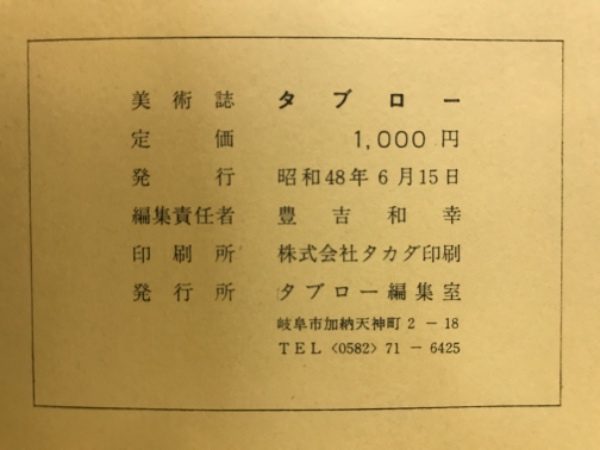 美術誌 タブロー
定価 1,000円
発行 昭和48年6月15日
編集責任者 豊吉和幸
印刷所 株式会社タカダ印刷
発行所 タブロー編集室
岐阜市加納天神町2-18
TEL〈0582〉71-6425